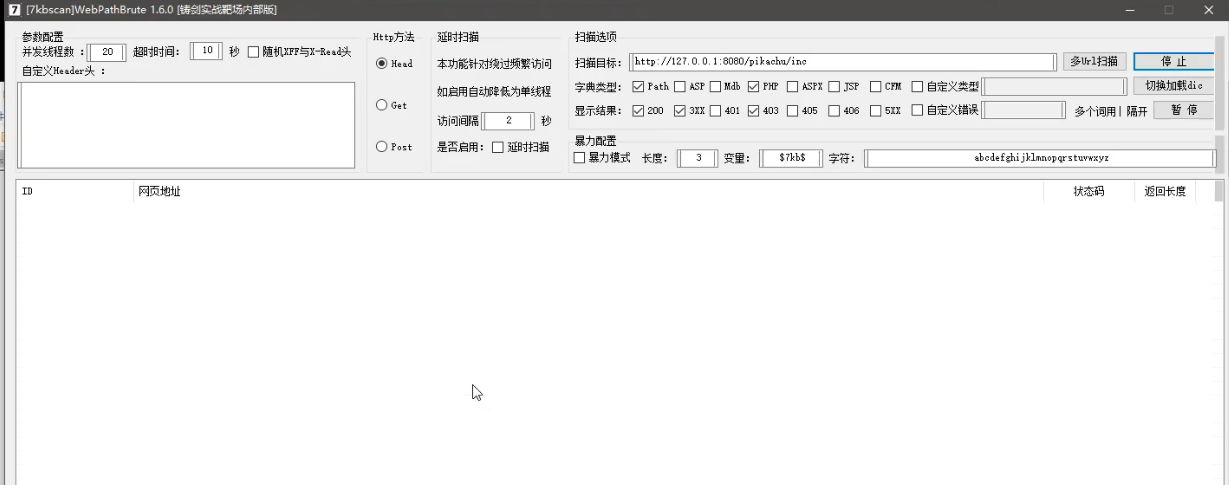 7 [7kbscan]WebPathBrute 1.6.0 [铸剑实战靶场内部版]
参数配置
并发线程数 : 20 超时时间: 10 秒 随机XFF与X-Read头
自定义Header头 :
Http方法
Head
Get
Post
延时扫描
本功能针对绕过频繁访问
如启用自动降低为单线程
访问间隔 2 秒
是否启用: 延时扫描
扫描选项
扫描目标: http://127.0.0.1:8080/pikachu/inc 多Url扫描 停 止
字典类型: Path ASP Mdb PHP ASPX JSP CFM 自定义类型 切换加载dic
显示结果: 200 3XX 401 403 405 406 5XX 自定义错误 多个词用| 隔开 暂 停
暴力配置
暴力模式 长度: 3 变量: $7kb$ 字符: abcdefghijklmnopqrstuvwxyz
ID 网页地址 状态码 返回长度